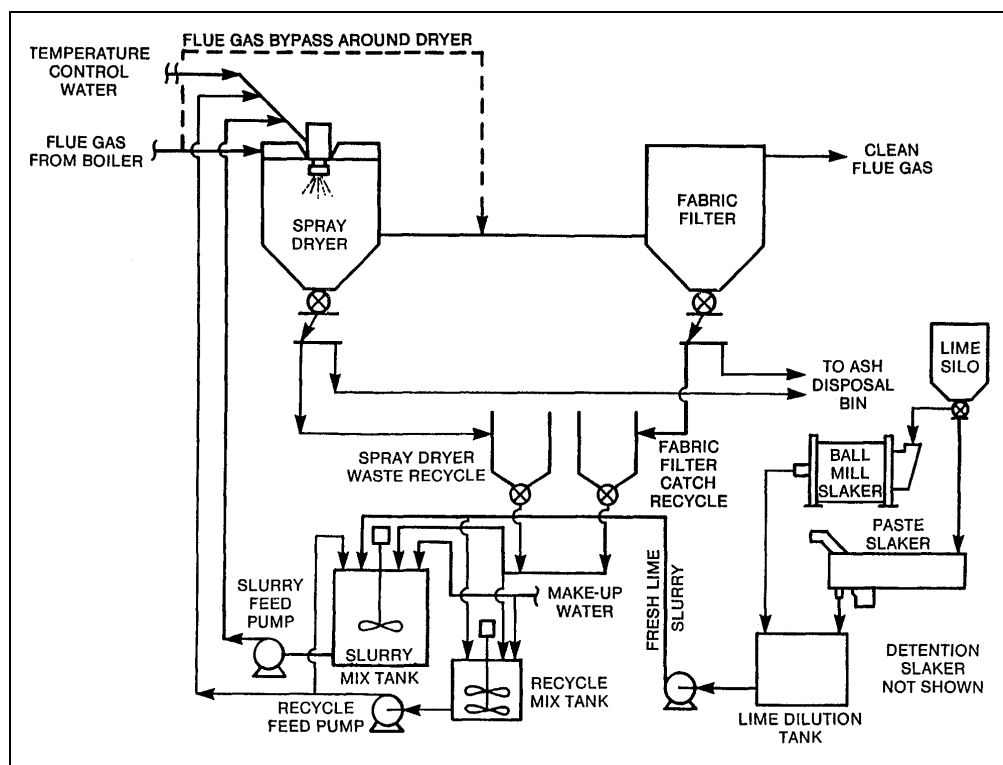 FLUE GAS BYPASS AROUND DRYER
TEMPERATURE
CONTROL
WATER
FLUE GAS
FROM BOILER
CLEAN
FLUE GAS
SPRAY
DRYER
FABRIC
FILTER
LIME
SILO
TO ASH
DISPOSAL
BIN
SPRAY DRYER
WASTE RECYCLE
FABRIC
FILTER
CATCH
RECYCLE
BALL
MILL
SLAKER
PASTE
SLAKER
SLURRY
FEED
PUMP
MAKE-UP
WATER
FRESH LIME
SLURRY
SLURRY
MIX TANK
RECYCLE
MIX TANK
DETENTION
SLAKER
NOT SHOWN
RECYCLE
FEED PUMP
LIME DILUTION
TANK